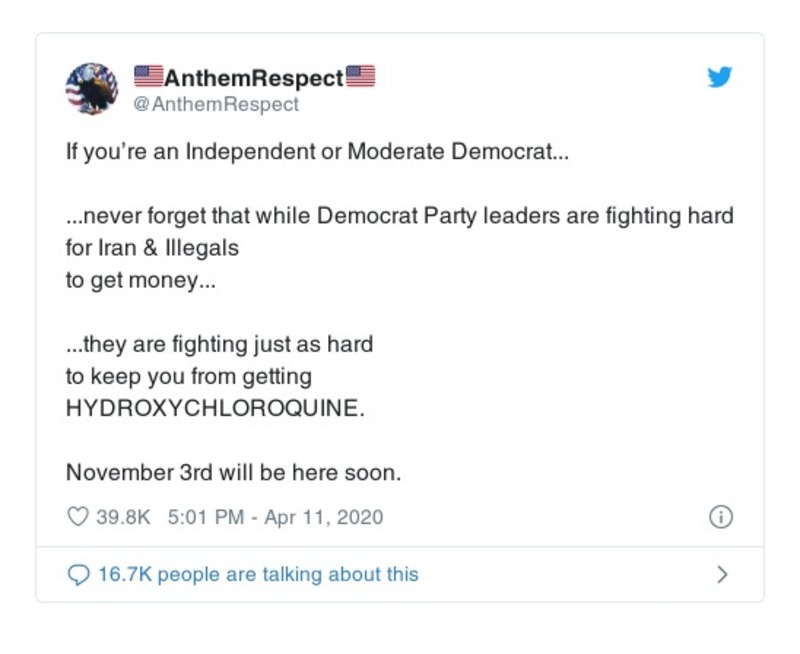 🇺🇸AnthemRespect🇺🇸
@AnthemRespect
If you’re an Independent or Moderate Democrat...
...never forget that while Democrat Party leaders are fighting hard
for Iran & Illegals
to get money...
...they are fighting just as hard
to keep you from getting
HYDROXYCHLOROQUINE.
November 3rd will be here soon.
39.8K 5:01 PM - Apr 11, 2020
16.7K people are talking about this